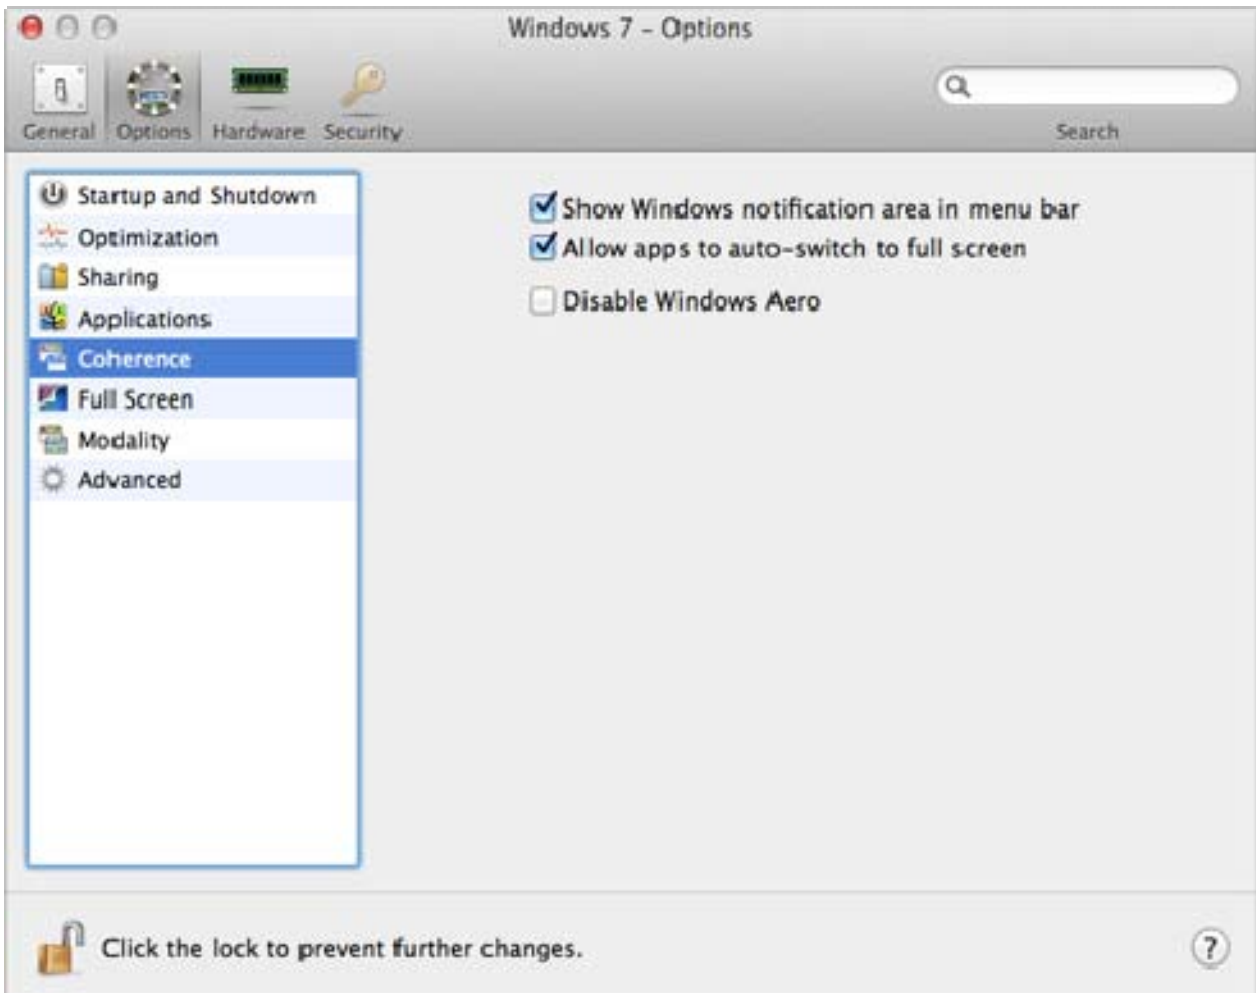 Windows 7 - Options
General Options Hardware Security
Search
Startup and Shutdown
Optimization
Sharing
Applications
Coherence
Full Screen
Modality
Advanced
Show Windows notification area in menu bar
Allow apps to auto-switch to full screen
Disable Windows Aero
Click the lock to prevent further changes.
?